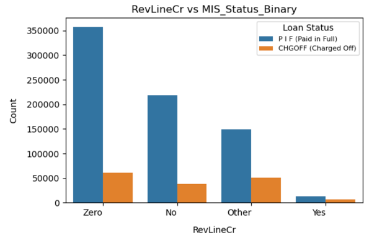 RevLineCr vs MIS_Status_Binary
Loan Status
P I F (Paid in Full)
CHGOFF (Charged Off)
350000
300000
250000
200000
150000
100000
50000
0
Count
Zero
No
Other
Yes
RevLineCr